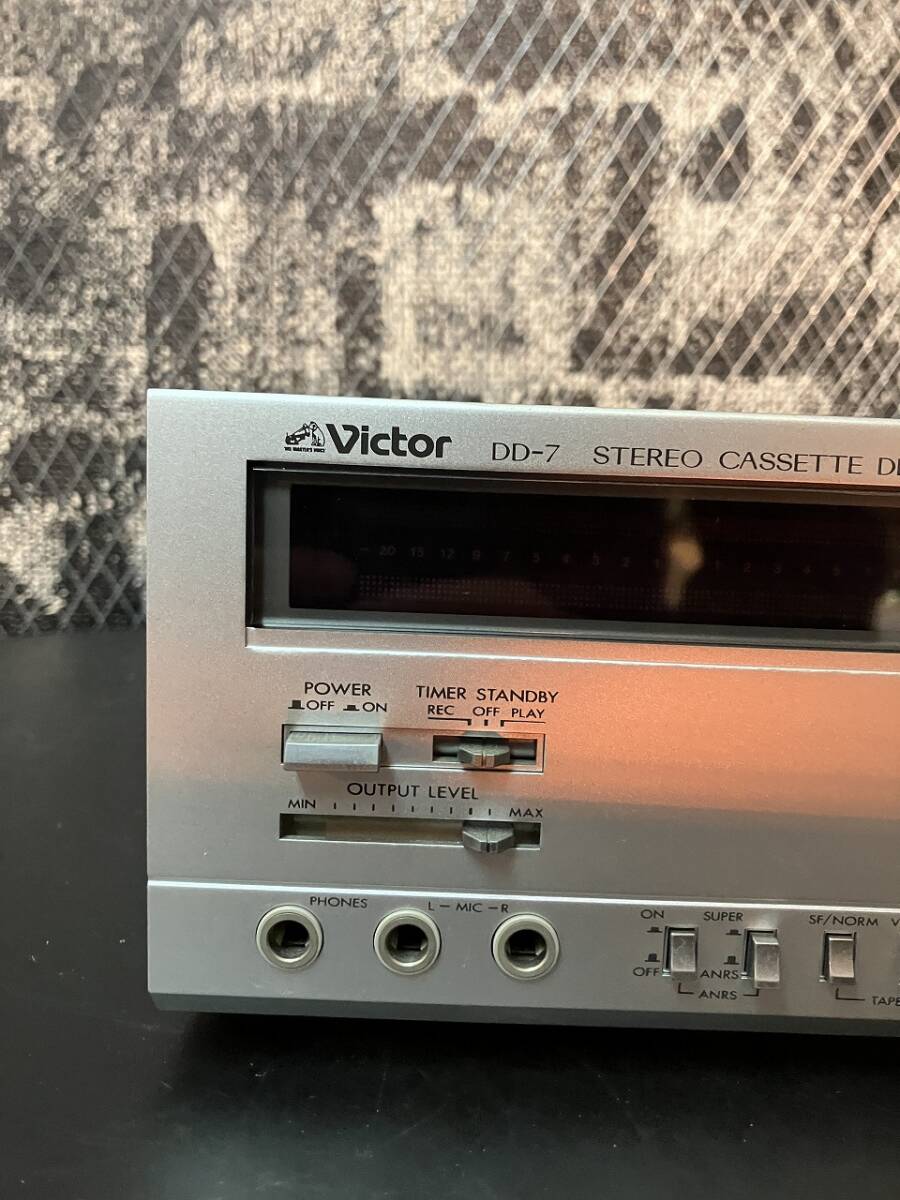 Victor DD-7 STEREO CASSETTE
- 20 15 12 9 7 5 4 3 2 1 1 2 3 4 5
POWER
OFF ON
TIMER STANDBY
REC OFF PLAY
OUTPUT LEVEL
MIN MAX
PHONES
L - MIC - R
ON
OFF
SUPER
ANRS
ANRS
SF/NORM
TAPE